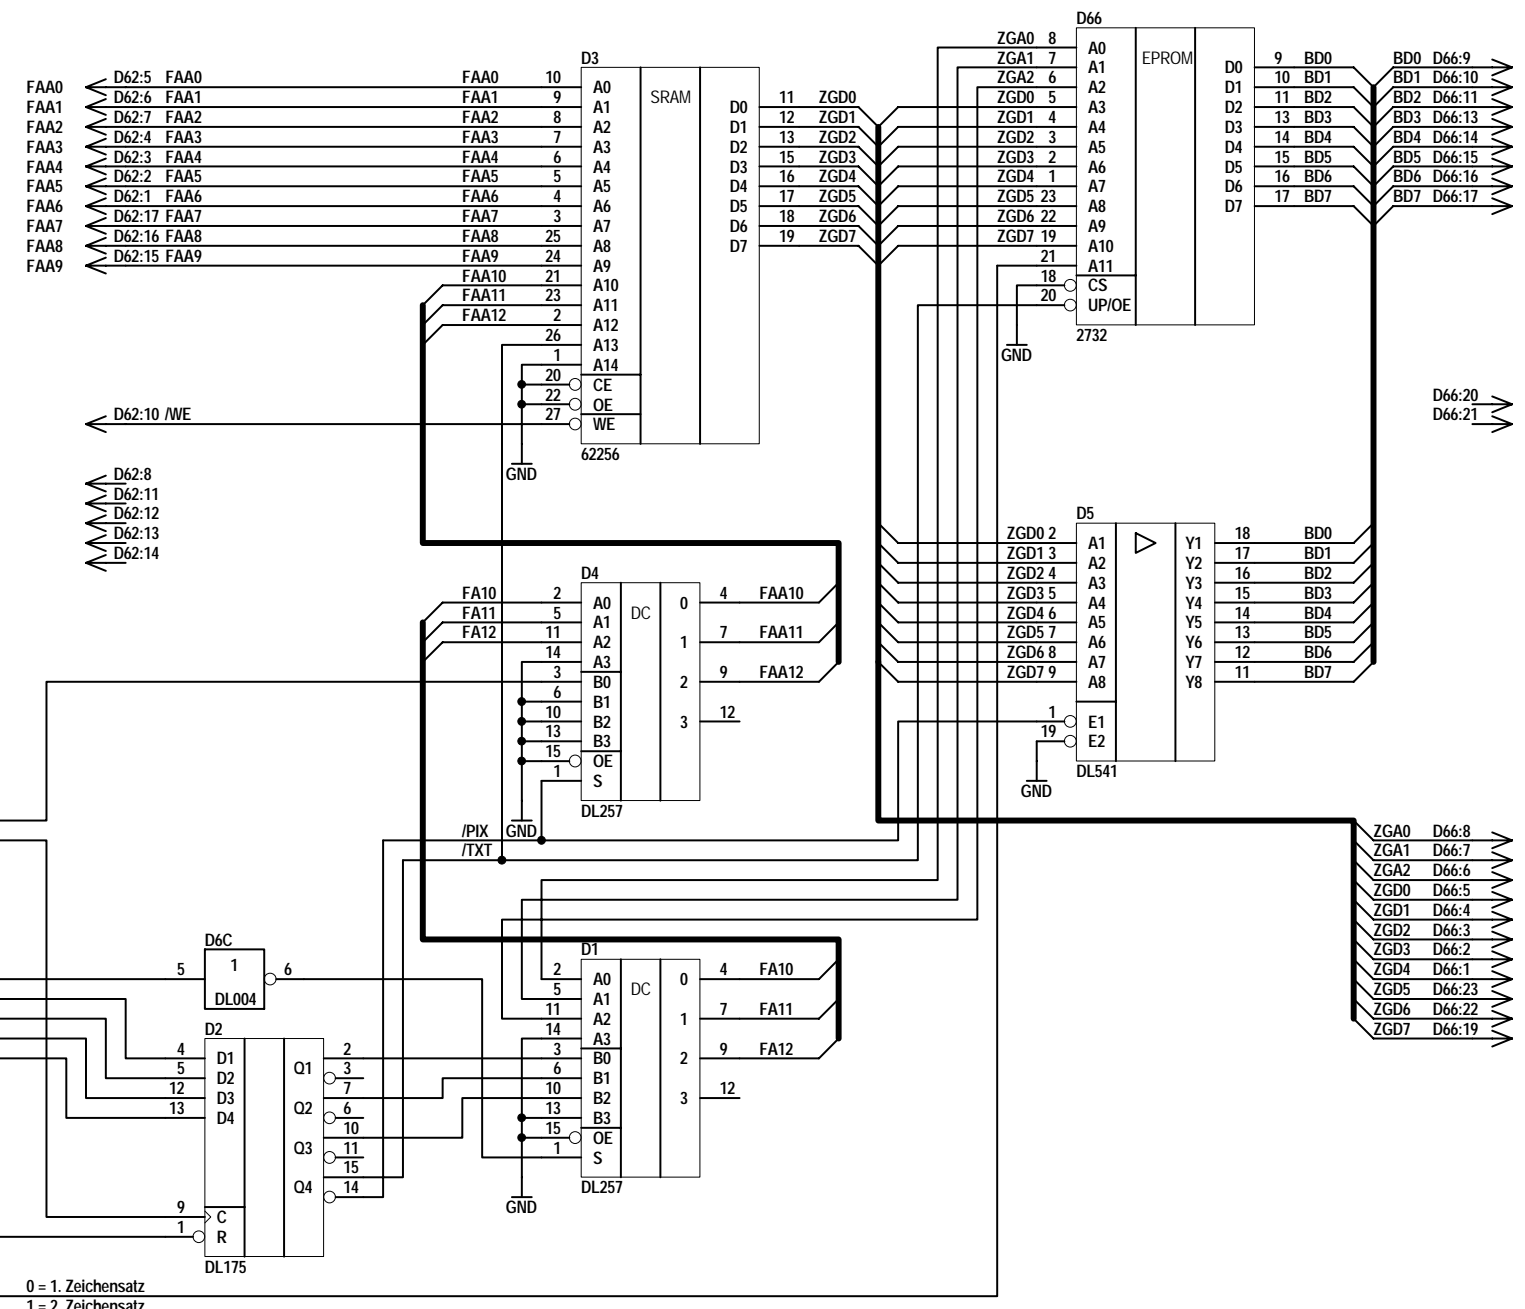 D3
SRAM
FAA0 D62:5 FAA0 FAA0 10 A0
FAA1 D62:6 FAA1 FAA1 9 A1
FAA2 D62:7 FAA2 FAA2 8 A2
FAA3 D62:4 FAA3 FAA3 7 A3
FAA4 D62:3 FAA4 FAA4 6 A4
FAA5 D62:2 FAA5 FAA5 5 A5
FAA6 D62:1 FAA6 FAA6 4 A6
FAA7 D62:17 FAA7 FAA7 3 A7
FAA8 D62:16 FAA8 FAA8 25 A8
FAA9 D62:15 FAA9 FAA9 24 A9
FAA10 21 A10
FAA11 23 A11
FAA12 2 A12
26 A13
1 A14
20 CE
22 OE
D62:10 /WE 27 WE
62256
GND
D0 11 ZGD0
D1 12 ZGD1
D2 13 ZGD2
D3 15 ZGD3
D4 16 ZGD4
D5 17 ZGD5
D6 18 ZGD6
D7 19 ZGD7
D62:8
D62:11
D62:12
D62:13
D62:14
D66
EPROM
ZGA0 8 A0
ZGA1 7 A1
ZGA2 6 A2
ZGD0 5 A3
ZGD1 4 A4
ZGD2 3 A5
ZGD3 2 A6
ZGD4 1 A7
ZGD5 23 A8
ZGD6 22 A9
ZGD7 19 A10
21 A11
18 CS
20 UP/OE
2732
GND
D0 9 BD0 BD0 D66:9
D1 10 BD1 BD1 D66:10
D2 11 BD2 BD2 D66:11
D3 13 BD3 BD3 D66:13
D4 14 BD4 BD4 D66:14
D5 15 BD5 BD5 D66:15
D6 16 BD6 BD6 D66:16
D7 17 BD7 BD7 D66:17
D66:20
D66:21
D5
ZGD0 2 A1 Y1 18 BD0
ZGD1 3 A2 Y2 17 BD1
ZGD2 4 A3 Y3 16 BD2
ZGD3 5 A4 Y4 15 BD3
ZGD4 6 A5 Y5 14 BD4
ZGD5 7 A6 Y6 13 BD5
ZGD6 8 A7 Y7 12 BD6
ZGD7 9 A8 Y8 11 BD7
1 E1
19 E2
DL541
GND
D4
DC
FA10 2 A0 0 4 FAA10
FA11 5 A1
FA12 11 A2 1 7 FAA11
14 A3
3 B0 2 9 FAA12
6 B1
10 B2 3 12
13 B3
15 OE
1 S
DL257
GND
/PIX
/TXT
ZGA0 D66:8
ZGA1 D66:7
ZGA2 D66:6
ZGD0 D66:5
ZGD1 D66:4
ZGD2 D66:3
ZGD3 D66:2
ZGD4 D66:1
ZGD5 D66:23
ZGD6 D66:22
ZGD7 D66:19
D6C
5 1 6
DL004
D1
DC
2 A0 0 4 FA10
5 A1
11 A2 1 7 FA11
14 A3
3 B0 2 9 FA12
6 B1
10 B2 3 12
13 B3
15 OE
1 S
DL257
GND
D2
4 D1
5 D2
12 D3
13 D4
Q1 2
3
7
Q2 6
10
Q3 11
15
Q4 14
9 C
1 R
DL175
0 = 1. Zeichensatz
1 = 2. Zeichensatz